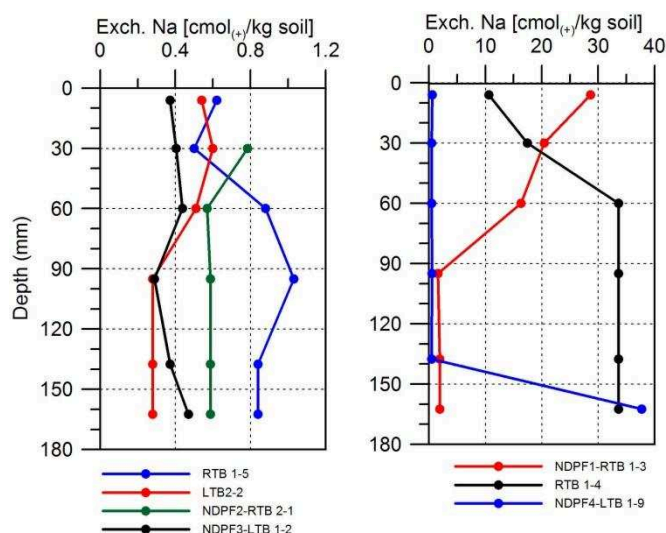 Exch. Na [cmol(+)/kg soil]
0 0.4 0.8 1.2
0
30
60
90
120
150
180
Depth (mm)
RTB 1-5
LTB2-2
NDPF2-RTB 2-1
NDPF3-LTB 1-2
Exch. Na [cmol(+)/kg soil]
0 10 20 30 40
0
30
60
90
120
150
180
NDPF1-RTB 1-3
RTB 1-4
NDPF4-LTB 1-9